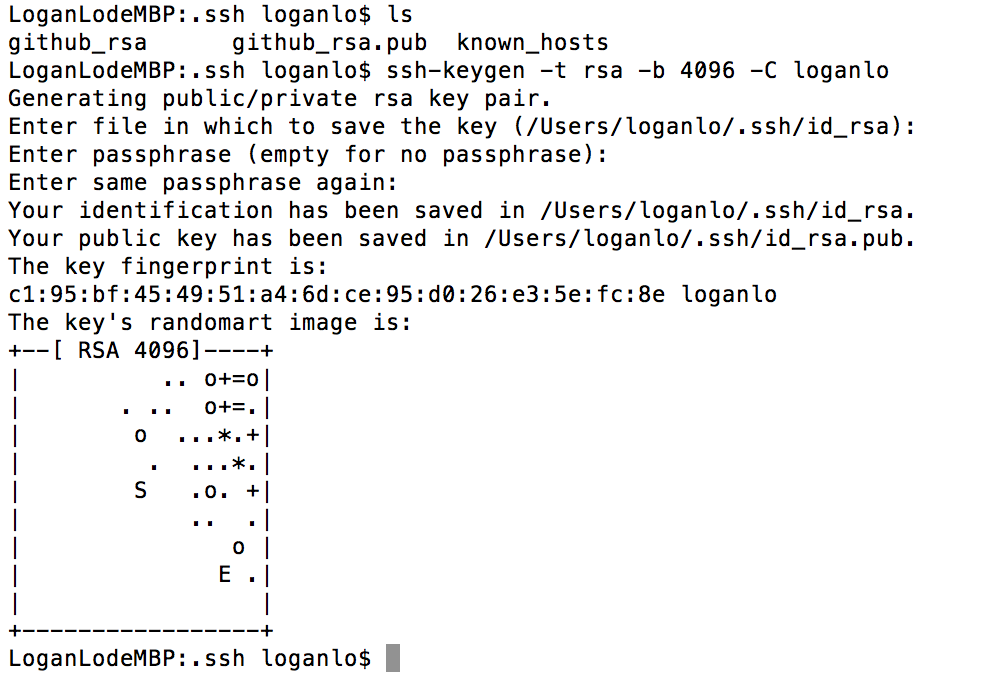 LoganLodeMBP:.ssh loganlo$ ls
github_rsa      github_rsa.pub  known_hosts
LoganLodeMBP:.ssh loganlo$ ssh-keygen -t rsa -b 4096 -C loganlo
Generating public/private rsa key pair.
Enter file in which to save the key (/Users/loganlo/.ssh/id_rsa):
Enter passphrase (empty for no passphrase):
Enter same passphrase again:
Your identification has been saved in /Users/loganlo/.ssh/id_rsa.
Your public key has been saved in /Users/loganlo/.ssh/id_rsa.pub.
The key fingerprint is:
c1:95:bf:45:49:51:a4:6d:ce:95:d0:26:e3:5e:fc:8e loganlo
The key's randomart image is:
+--[ RSA 4096]----+
|          .. o+=o|
|       . ..  o+=.|
|        o  ...*.+|
|         .  ...*.|
|        S   .o. +|
|            ..  .|
|               o |
|              E .|
|                 |
+-----------------+
LoganLodeMBP:.ssh loganlo$